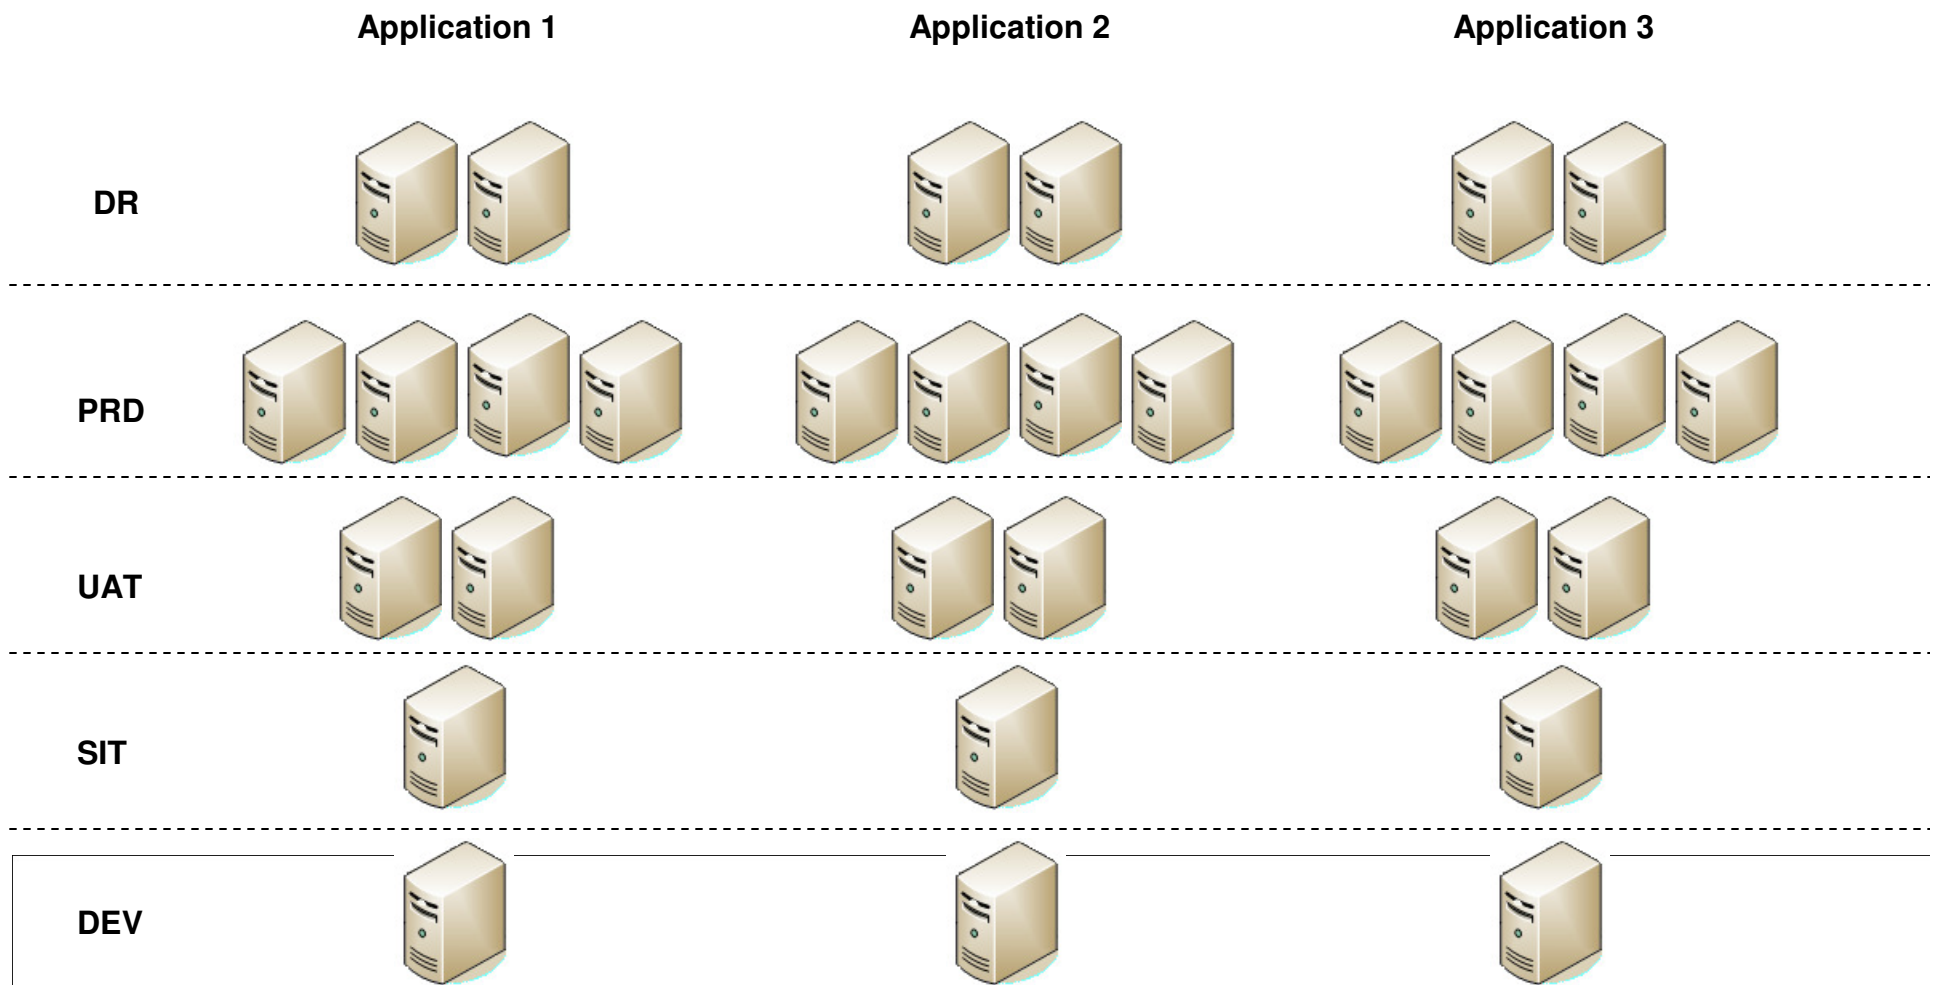 Application 1 Application 2 Application 3
DR
PRD
UAT
SIT
DEV